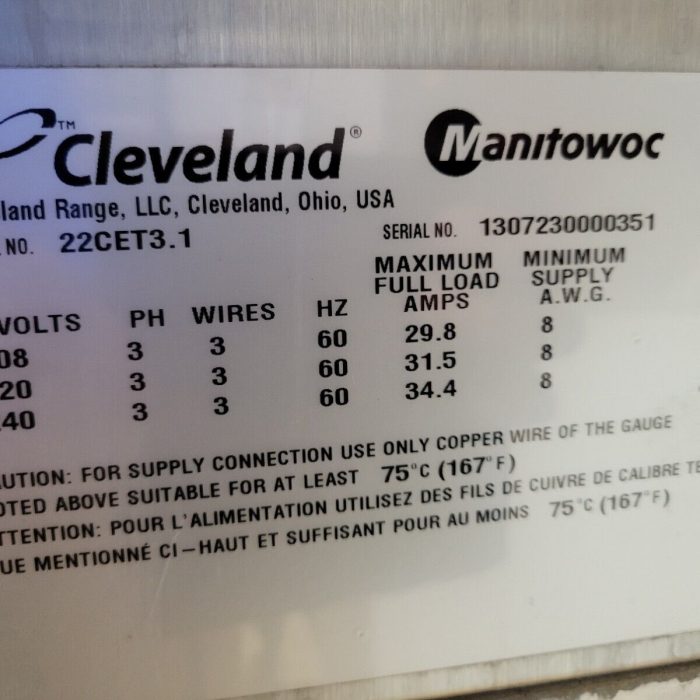 ™
Cleveland®
Manitowoc
land Range, LLC, Cleveland, Ohio, USA
NO. 22CET3.1
SERIAL NO. 1307230000351
VOLTS PH WIRES HZ MAXIMUM FULL LOAD AMPS MINIMUM SUPPLY A.W.G.
08 3 3 60 29.8 8
20 3 3 60 31.5 8
40 3 3 60 34.4 8
AUTION: FOR SUPPLY CONNECTION USE ONLY COPPER WIRE OF THE GAUGE
OTED ABOVE SUITABLE FOR AT LEAST 75°C (167°F)
TTENTION: POUR L'ALIMENTATION UTILISEZ DES FILS DE CUIVRE DE CALIBRE TE
UE MENTIONNÉ CI-HAUT ET SUFFISANT POUR AU MOINS 75°C (167°F)